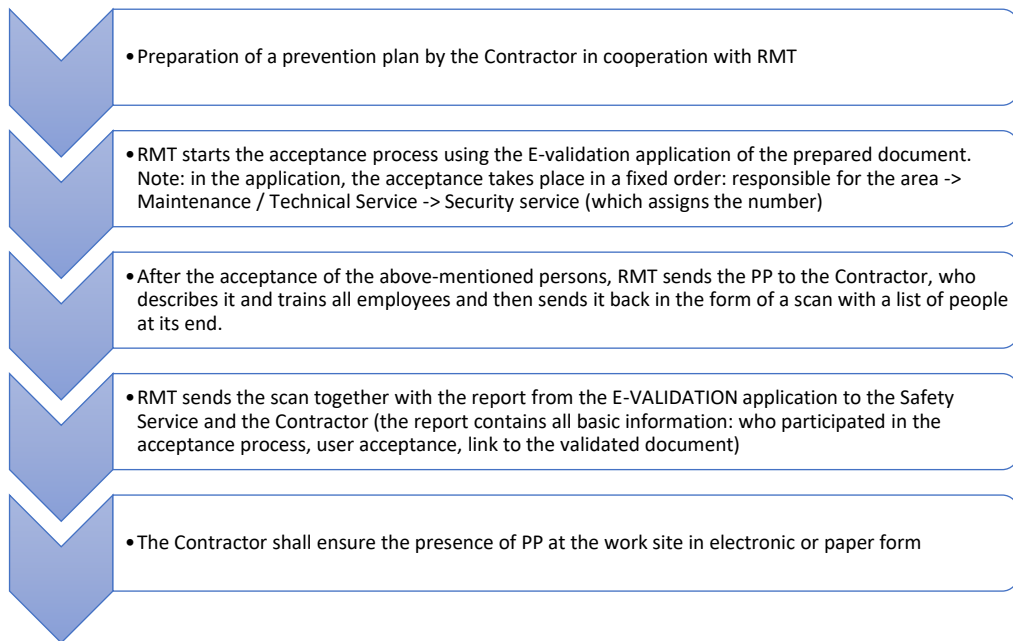 •Preparation of a prevention plan by the Contractor in cooperation with RMT
•RMT starts the acceptance process using the E-validation application of the prepared document.
Note: in the application, the acceptance takes place in a fixed order: responsible for the area ->
Maintenance / Technical Service -> Security service (which assigns the number)
•After the acceptance of the above-mentioned persons, RMT sends the PP to the Contractor, who
describes it and trains all employees and then sends it back in the form of a scan with a list of people
at its end.
•RMT sends the scan together with the report from the E-VALIDATION application to the Safety
Service and the Contractor (the report contains all basic information: who participated in the
acceptance process, user acceptance, link to the validated document)
•The Contractor shall ensure the presence of PP at the work site in electronic or paper form